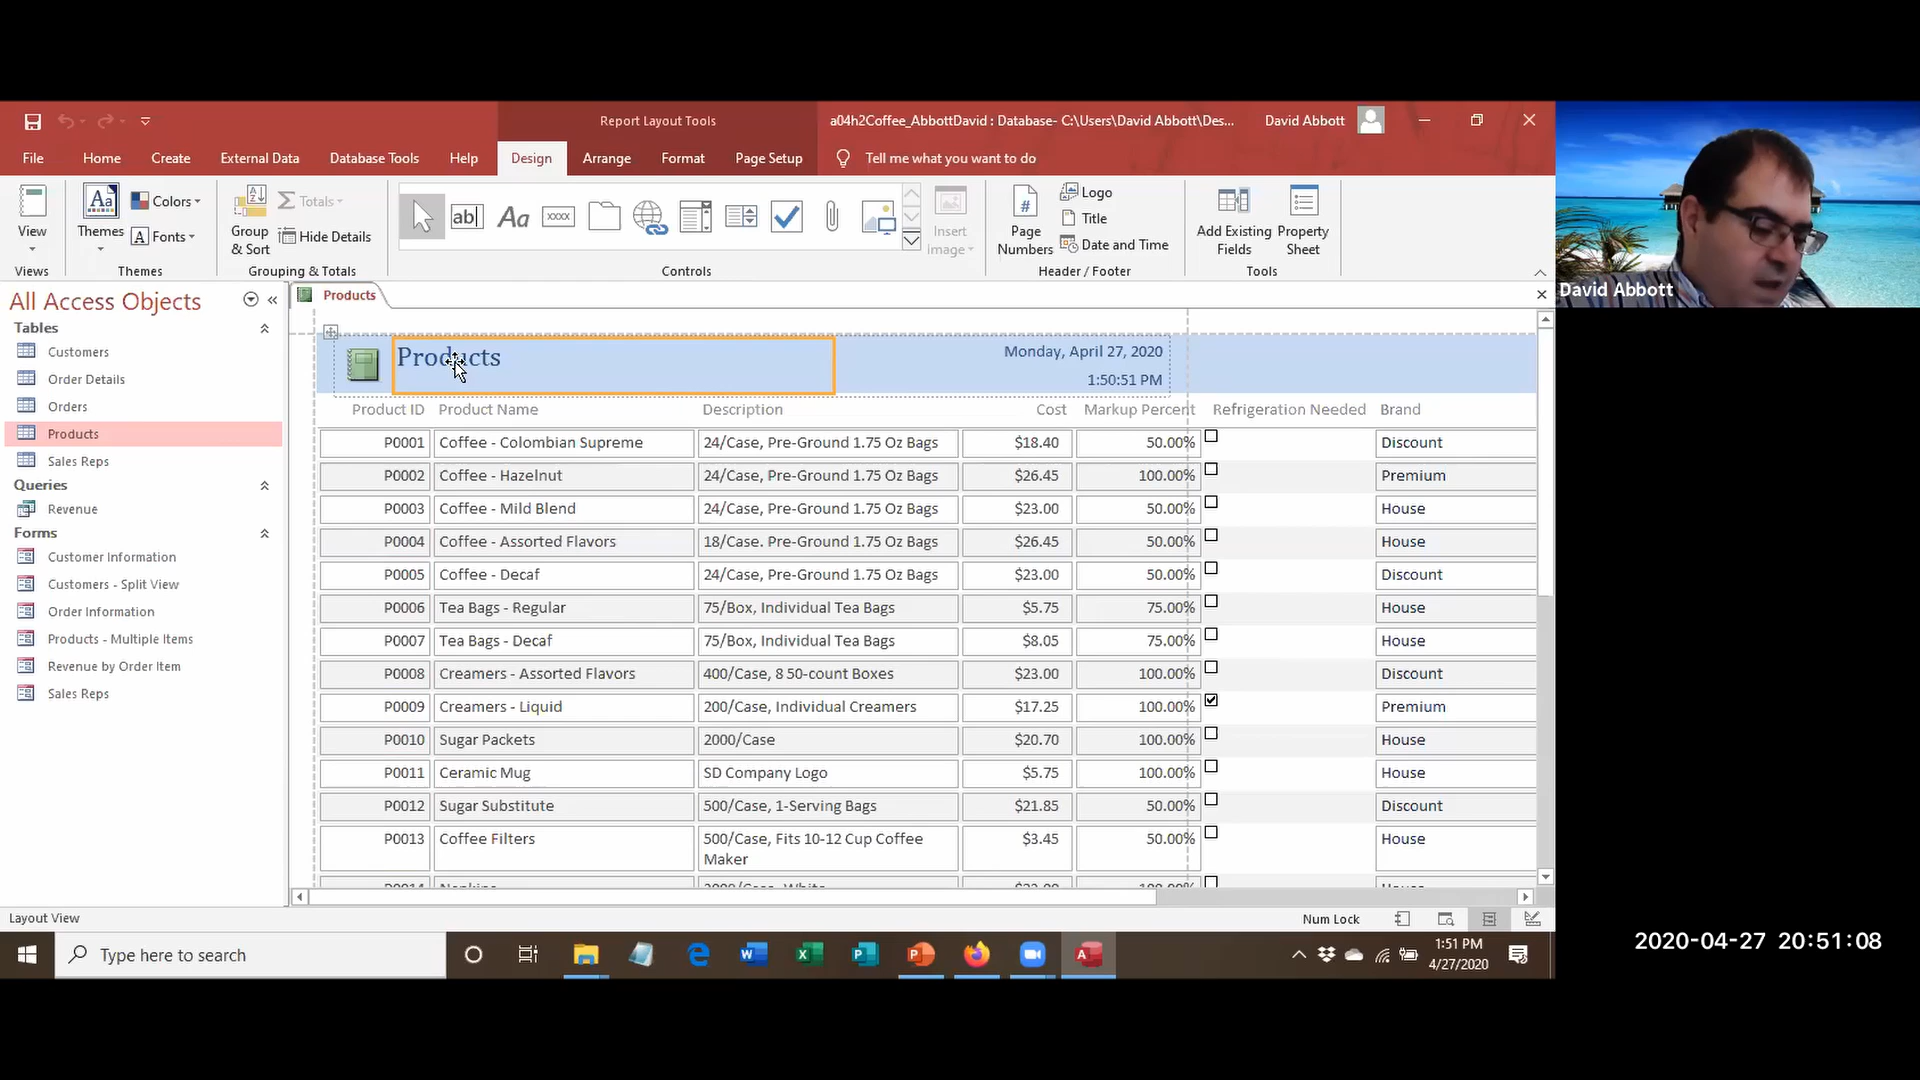 Report Layout Tools
a04h2Coffee_AbbottDavid : Database- C:\Users\David Abbott\Des...
David Abbott
File Home Create External Data Database Tools Help Design Arrange Format Page Setup Tell me what you want to do
View
Views
Aa
Themes
Colors
A Fonts
Themes
Group & Sort
Totals
Hide Details
Grouping & Totals
ab|
Aa
XXXX
Controls
Insert Image
Page Numbers
Logo
Title
Date and Time
Header / Footer
Add Existing Fields
Property Sheet
Tools
David Abbott
All Access Objects
Tables
Customers
Order Details
Orders
Products
Sales Reps
Queries
Revenue
Forms
Customer Information
Customers - Split View
Order Information
Products - Multiple Items
Revenue by Order Item
Sales Reps
Products
Products
Monday, April 27, 2020
1:50:51 PM
Product ID Product Name Description Cost Markup Percent Refrigeration Needed Brand
P0001 Coffee - Colombian Supreme 24/Case, Pre-Ground 1.75 Oz Bags $18.40 50.00% Discount
P0002 Coffee - Hazelnut 24/Case, Pre-Ground 1.75 Oz Bags $26.45 100.00% Premium
P0003 Coffee - Mild Blend 24/Case, Pre-Ground 1.75 Oz Bags $23.00 50.00% House
P0004 Coffee - Assorted Flavors 18/Case. Pre-Ground 1.75 Oz Bags $26.45 50.00% House
P0005 Coffee - Decaf 24/Case, Pre-Ground 1.75 Oz Bags $23.00 50.00% Discount
P0006 Tea Bags - Regular 75/Box, Individual Tea Bags $5.75 75.00% House
P0007 Tea Bags - Decaf 75/Box, Individual Tea Bags $8.05 75.00% House
P0008 Creamers - Assorted Flavors 400/Case, 8 50-count Boxes $23.00 100.00% Discount
P0009 Creamers - Liquid 200/Case, Individual Creamers $17.25 100.00% Premium
P0010 Sugar Packets 2000/Case $20.70 100.00% House
P0011 Ceramic Mug SD Company Logo $5.75 100.00% House
P0012 Sugar Substitute 500/Case, 1-Serving Bags $21.85 50.00% Discount
P0013 Coffee Filters 500/Case, Fits 10-12 Cup Coffee $3.45 50.00% House
Maker
Layout View
Num Lock
Type here to search
1:51 PM
4/27/2020
2020-04-27 20:51:08